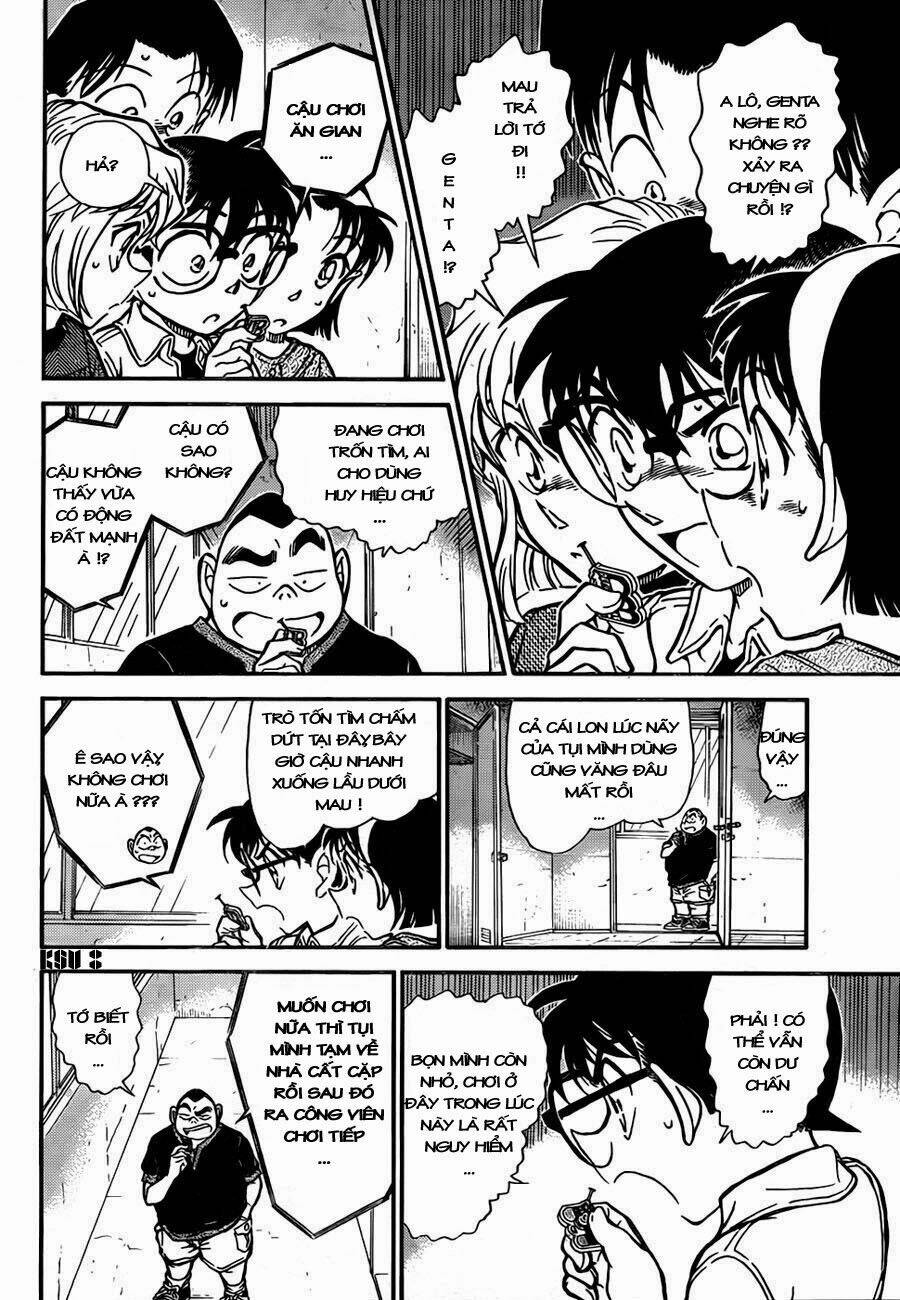 A LÔ, GENTA
NGHE RÕ
KHÔNG ??
XẢY RA
CHUYỆN GÌ
RỒI !?
MAU
TRẢ
LỜI TỚ
ĐI
!!
GENTA!?
CẬU CHƠI
ĂN GIAN
...
HẢ?
ĐANG CHƠI
TRỐN TÌM, AI
CHO DÙNG
HUY HIỆU CHỨ
...
CẬU CÓ
SAO
KHÔNG?
CẬU KHÔNG
THẤY VỪA
CÓ ĐỘNG
ĐẤT MẠNH
À !?
ĐÚNG
VẬY
...
CẢ CÁI LON LÚC NÃY
CỦA TỤI MÌNH DÙNG
CŨNG VĂNG ĐÂU
MẤT RỒI
...
TRÒ TỐN TÌM CHẤM
DỨT TẠI ĐÂY,BÂY
GIỜ CẬU NHANH
XUỐNG LẦU DƯỚI
MAU !
Ê SAO VẬY,
KHÔNG CHƠI
NỮA À ???
KSV 8
PHẢI ! CÓ
THỂ VẪN
CÒN DƯ
CHẤN
...
BỌN MÌNH CÒN
NHỎ, CHƠI Ở
ĐÂY TRONG LÚC
NÀY LÀ RẤT
NGUY HIỂM
MUỐN CHƠI
NỮA THÌ TỤI
MÌNH TẠM VỀ
NHÀ CẤT CẶP
RỒI SAU ĐÓ
RA CÔNG VIÊN
CHƠI TIẾP
...
TỚ BIẾT
RỒI
...